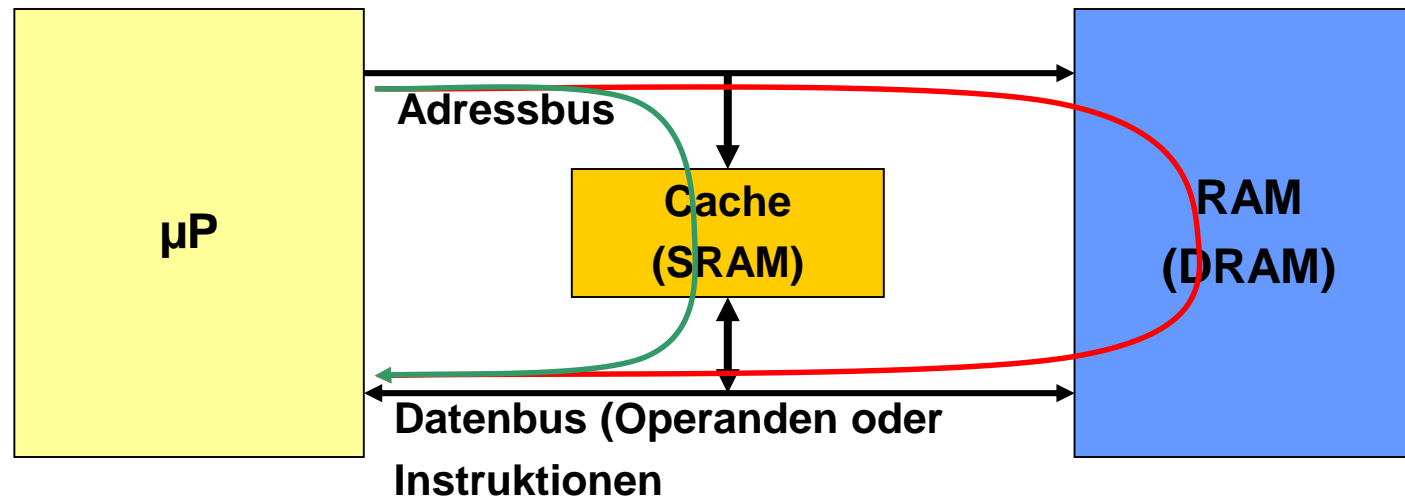 Adressbus
µP
Cache
(SRAM)
RAM
(DRAM)
Datenbus (Operanden oder
Instruktionen